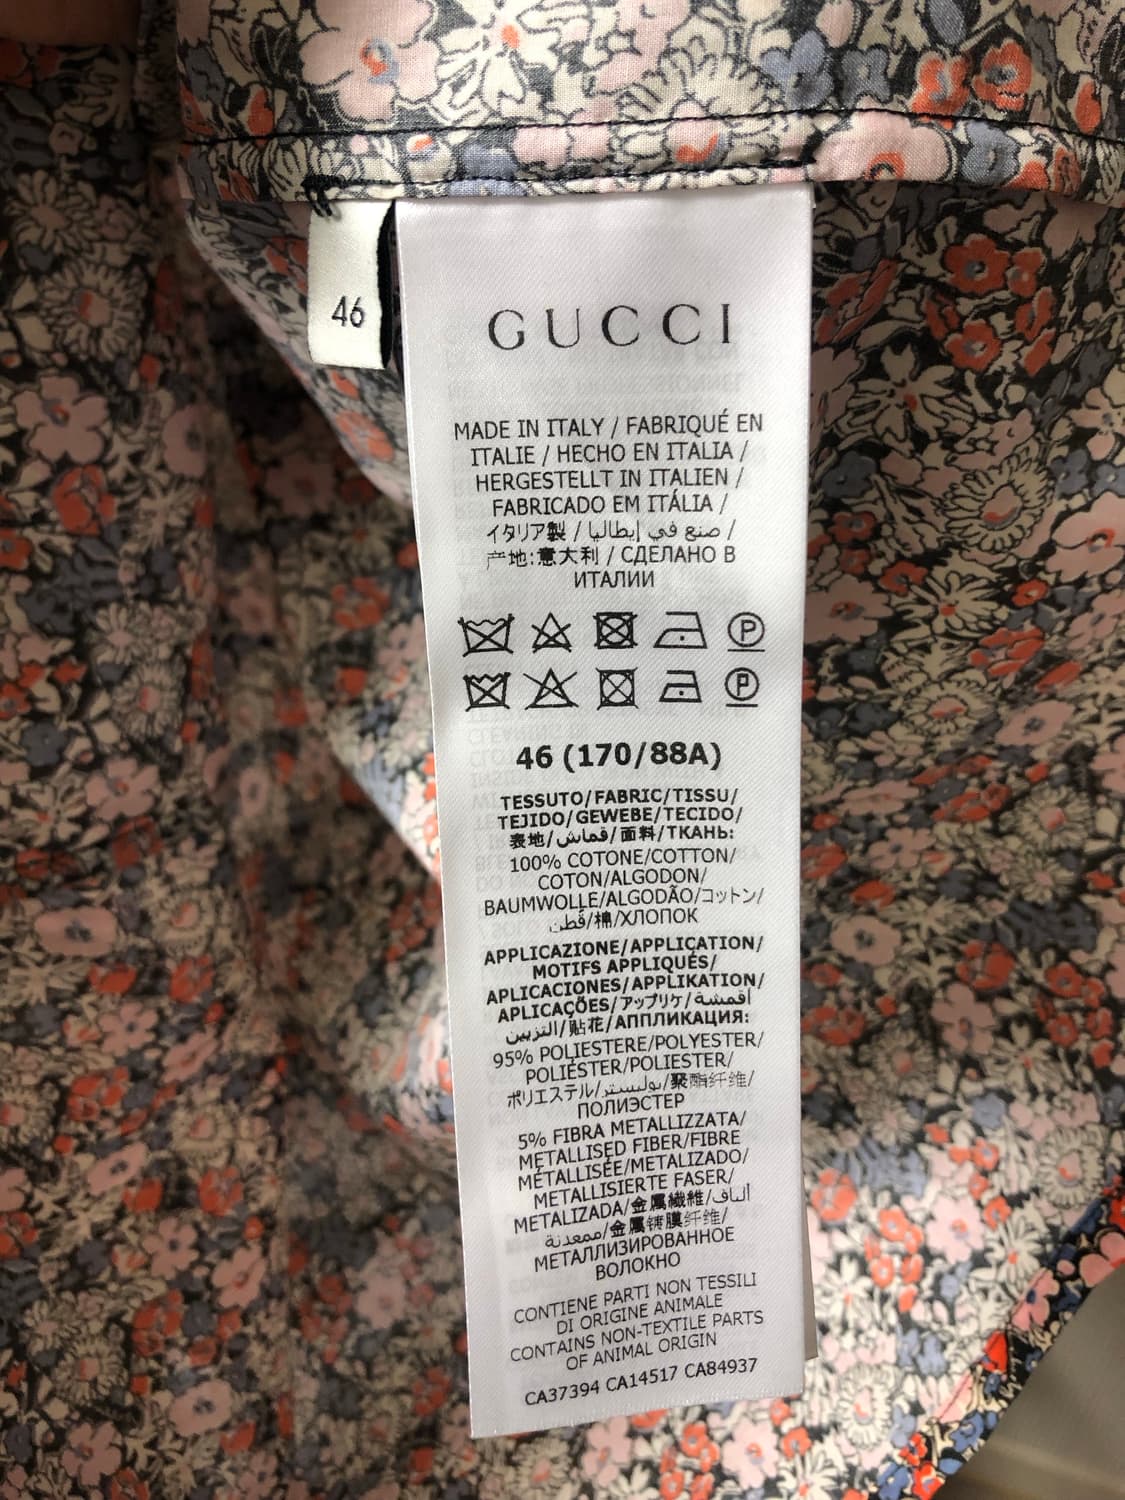 46
GUCCI
MADE IN ITALY / FABRIQUÉ EN
ITALIE / HECHO EN ITALIA /
HERGESTELLT IN ITALIEN /
FABRICADO EM ITÁLIA /
イタリア製 / صنع في إيطاليا /
产地:意大利 / СДЕЛАНО В
ИТАЛИИ
P
P
46 (170/88A)
TESSUTO/FABRIC/TISSU/
TEJIDO/GEWEBE/TECIDO/
表地/قماش/面料/ТКАНЬ:
100% COTONE/COTTON/
COTON/ALGODON/
BAUMWOLLE/ALGODÃO/コットン/
قطن/棉/ХЛОПОК
APPLICAZIONE/APPLICATION/
MOTIFS APPLIQUÉS/
APLICACIONES/APPLIKATION/
APLICAÇÕES/アップリケ/أقمشة
التزيين/贴花/АППЛИКАЦИЯ:
95% POLIESTERE/POLYESTER/
POLIÉSTER/POLIESTER/
ポリエステル/بوليستر/聚酯纤维/
ПОЛИЭСТЕР
5% FIBRA METALLIZZATA/
METALLISED FIBER/FIBRE
MÉTALLISÉE/METALIZADO/
METALLISIERTE FASER/
METALIZADA/金属繊維/ألياف
ممعدنة/金属镀膜纤维/
МЕТАЛЛИЗИРОВАННОЕ
ВОЛОКНО
CONTIENE PARTI NON TESSILI
DI ORIGINE ANIMALE
CONTAINS NON-TEXTILE PARTS
OF ANIMAL ORIGIN
CA37394 CA14517 CA84937